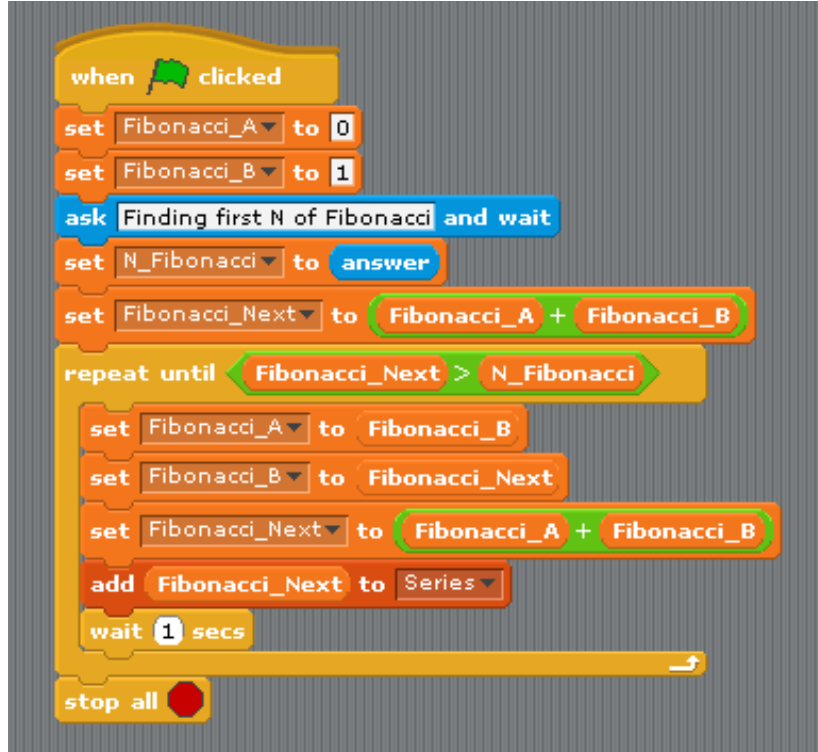 when clicked
set Fibonacci_A to 0
set Fibonacci_B to 1
ask Finding first N of Fibonacci and wait
set N_Fibonacci to answer
set Fibonacci_Next to Fibonacci_A + Fibonacci_B
repeat until Fibonacci_Next > N_Fibonacci
set Fibonacci_A to Fibonacci_B
set Fibonacci_B to Fibonacci_Next
set Fibonacci_Next to Fibonacci_A + Fibonacci_B
add Fibonacci_Next to Series
wait 1 secs
stop all